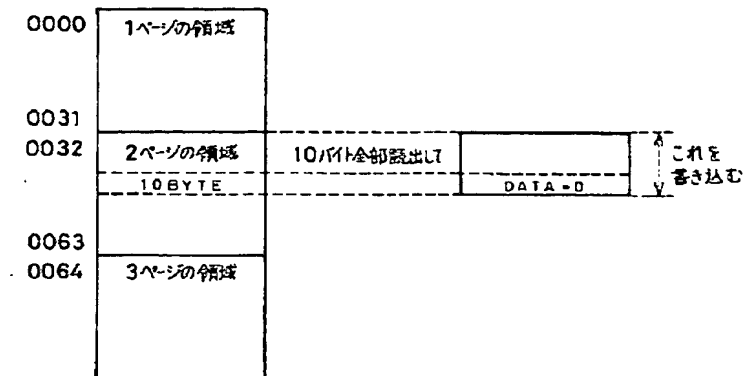 0000 1ページの領域
0031
0032 2ページの領域 10バイト全部読出して これを
書き込む
10BYTE DATA=D
0063
0064 3ページの領域